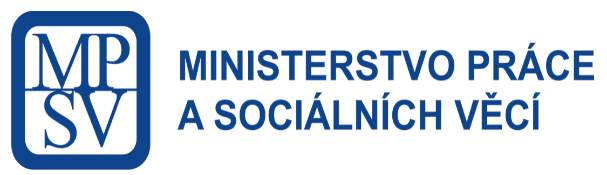 MP
SV
MINISTERSTVO PRÁCE
A SOCIÁLNÍCH VĚCÍ